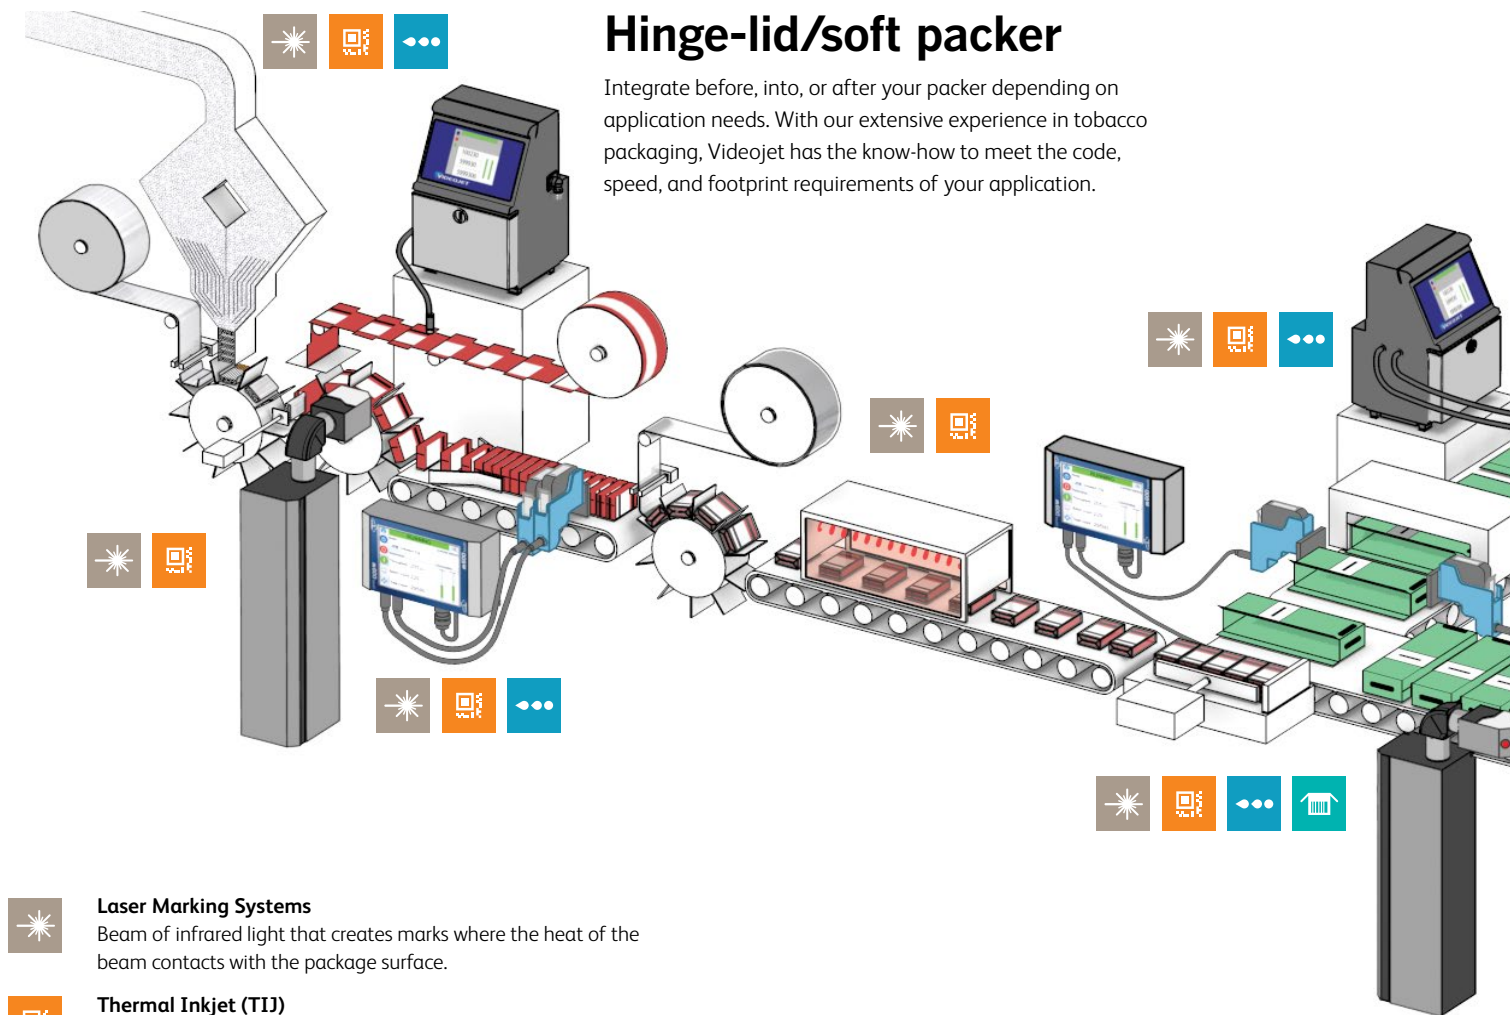 Hinge-lid/soft packer
Integrate before, into, or after your packer depending on
application needs. With our extensive experience in tobacco
packaging, Videojet has the know-how to meet the code,
speed, and footprint requirements of your application.
VIDEOJET
Laser Marking Systems
Beam of infrared light that creates marks where the heat of the
beam contacts with the package surface.
Thermal Inkjet (TIJ)